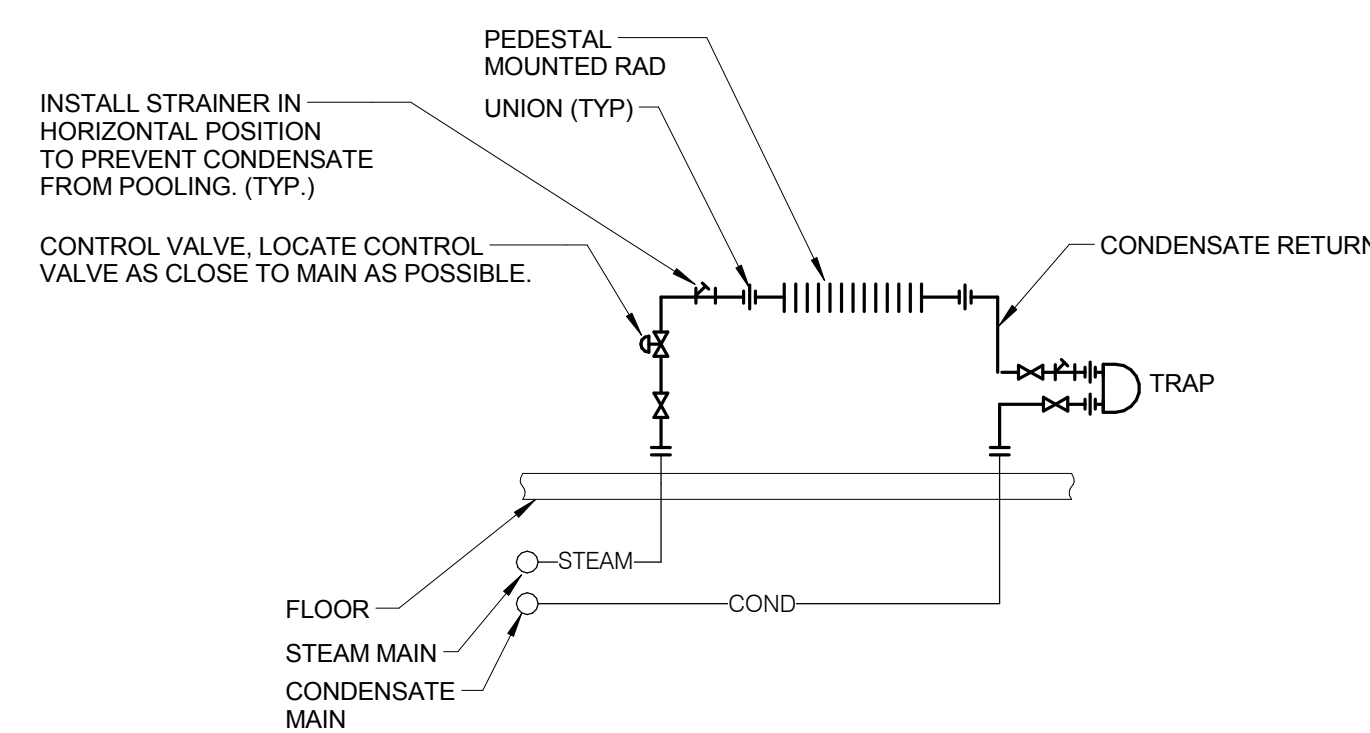 PEDESTAL
MOUNTED RAD
UNION (TYP)
INSTALL STRAINER IN
HORIZONTAL POSITION
TO PREVENT CONDENSATE
FROM POOLING. (TYP.)
CONTROL VALVE, LOCATE CONTROL
VALVE AS CLOSE TO MAIN AS POSSIBLE.
CONDENSATE RETURN
TRAP
STEAM
COND
FLOOR
STEAM MAIN
CONDENSATE
MAIN